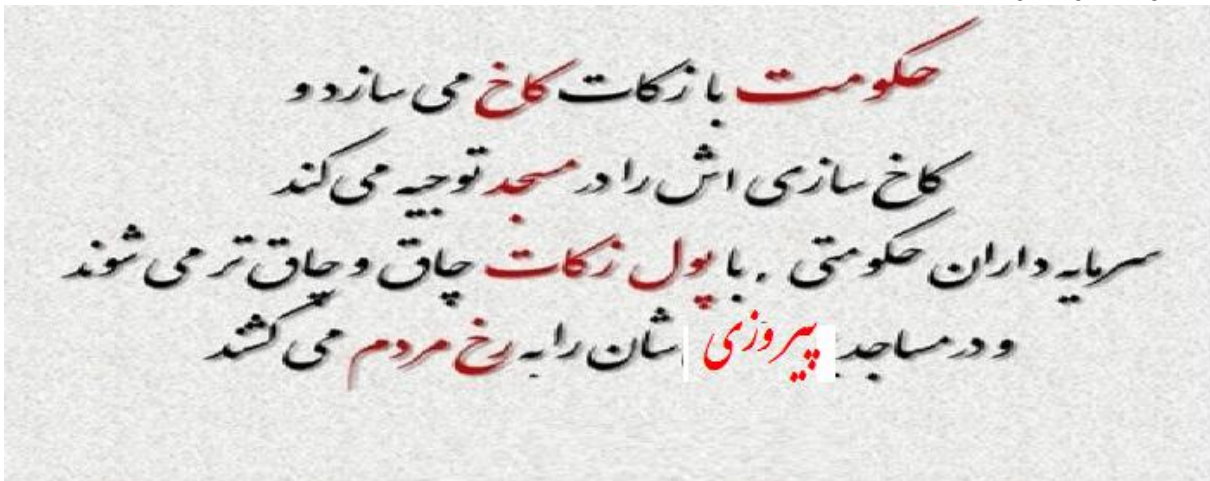 حکومت با زکات کاخ می سازد و
کاخ سازی اش را در مسجد توجیه می کند
سرمایه داران حکومتی . با پول زکات چاق و چاق تر می شوند
و در مساجد پیروزی شان را به رخ مردم می کشند